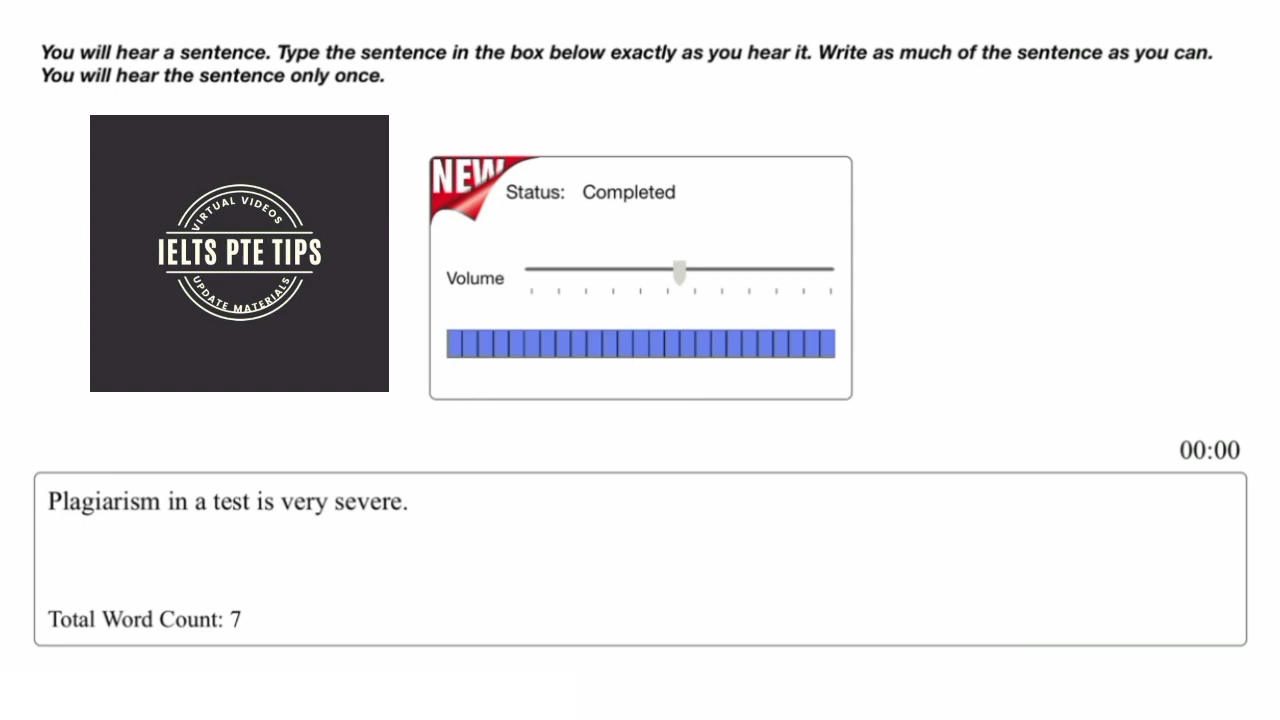 You will hear a sentence. Type the sentence in the box below exactly as you hear it. Write as much of the sentence as you can.
You will hear the sentence only once.
VIRTUAL VIDEOS
IELTS PTE TIPS
UPDATE MATERIALS
NEW
Status: Completed
Volume
00:00
Plagiarism in a test is very severe.
Total Word Count: 7